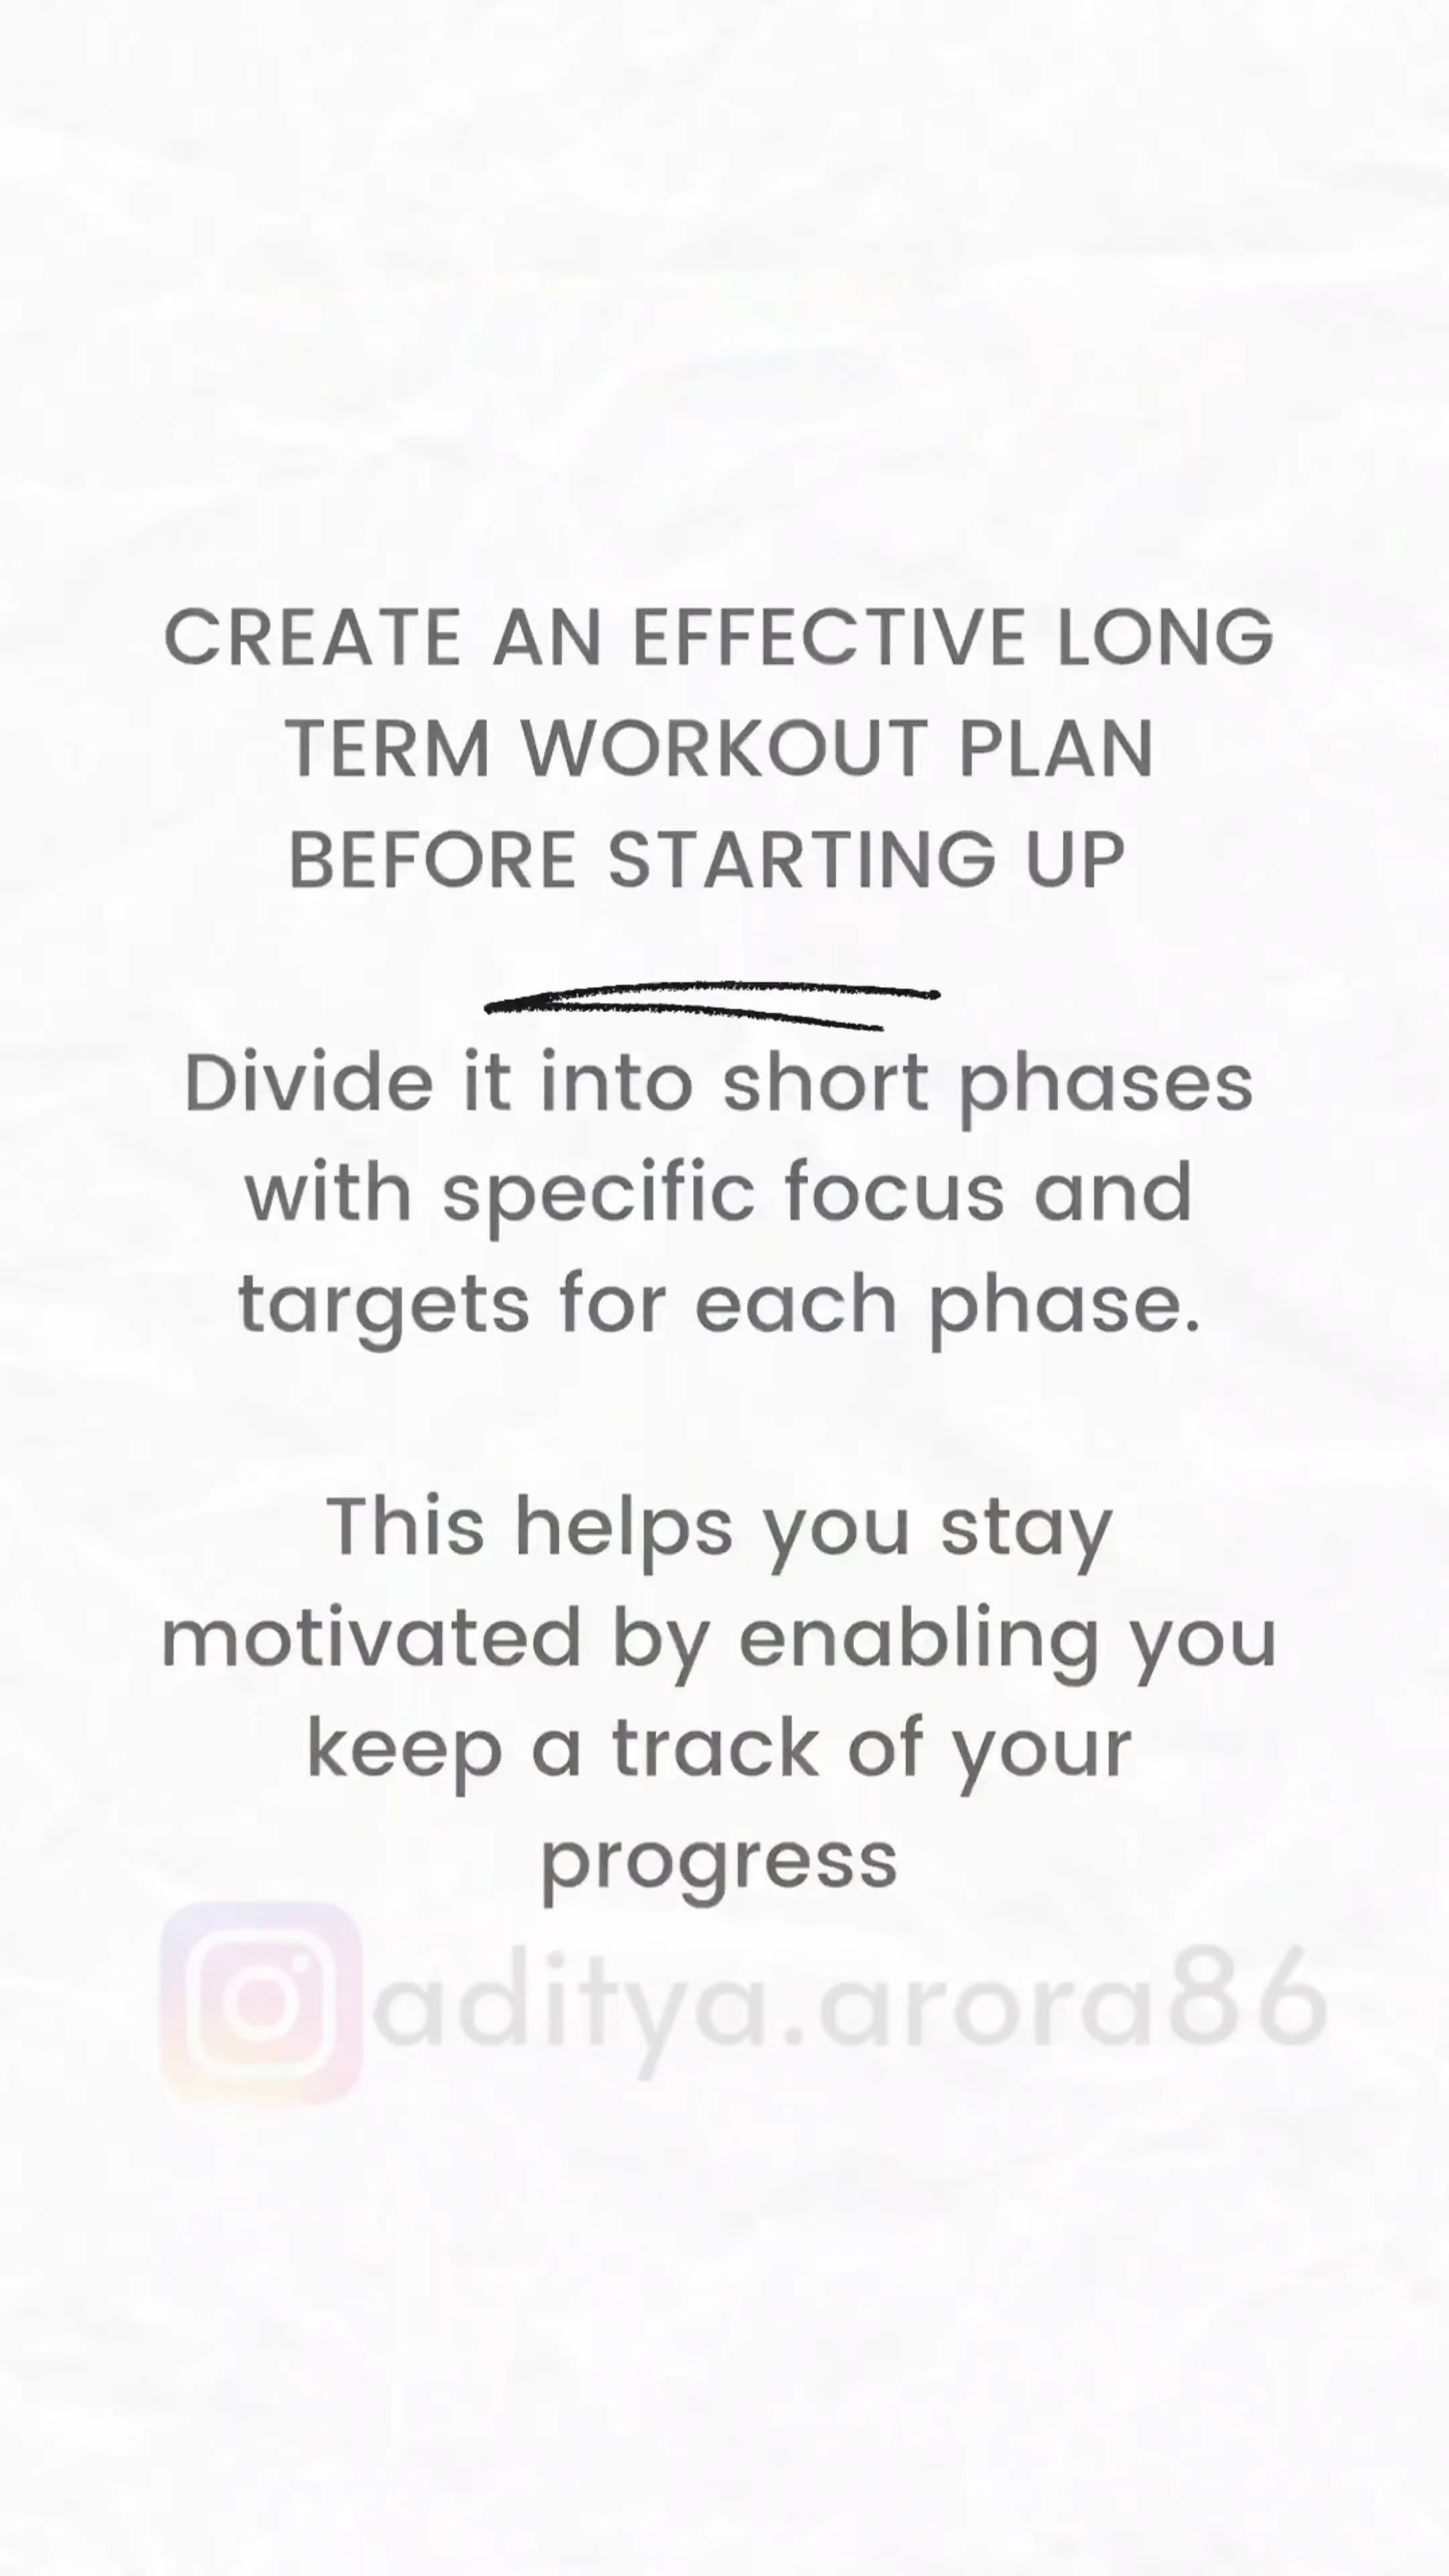 CREATE AN EFFECTIVE LONG
TERM WORKOUT PLAN
BEFORE STARTING UP
Divide it into short phases
with specific focus and
targets for each phase.
This helps you stay
motivated by enabling you
keep a track of your
progress
aditya.arora86